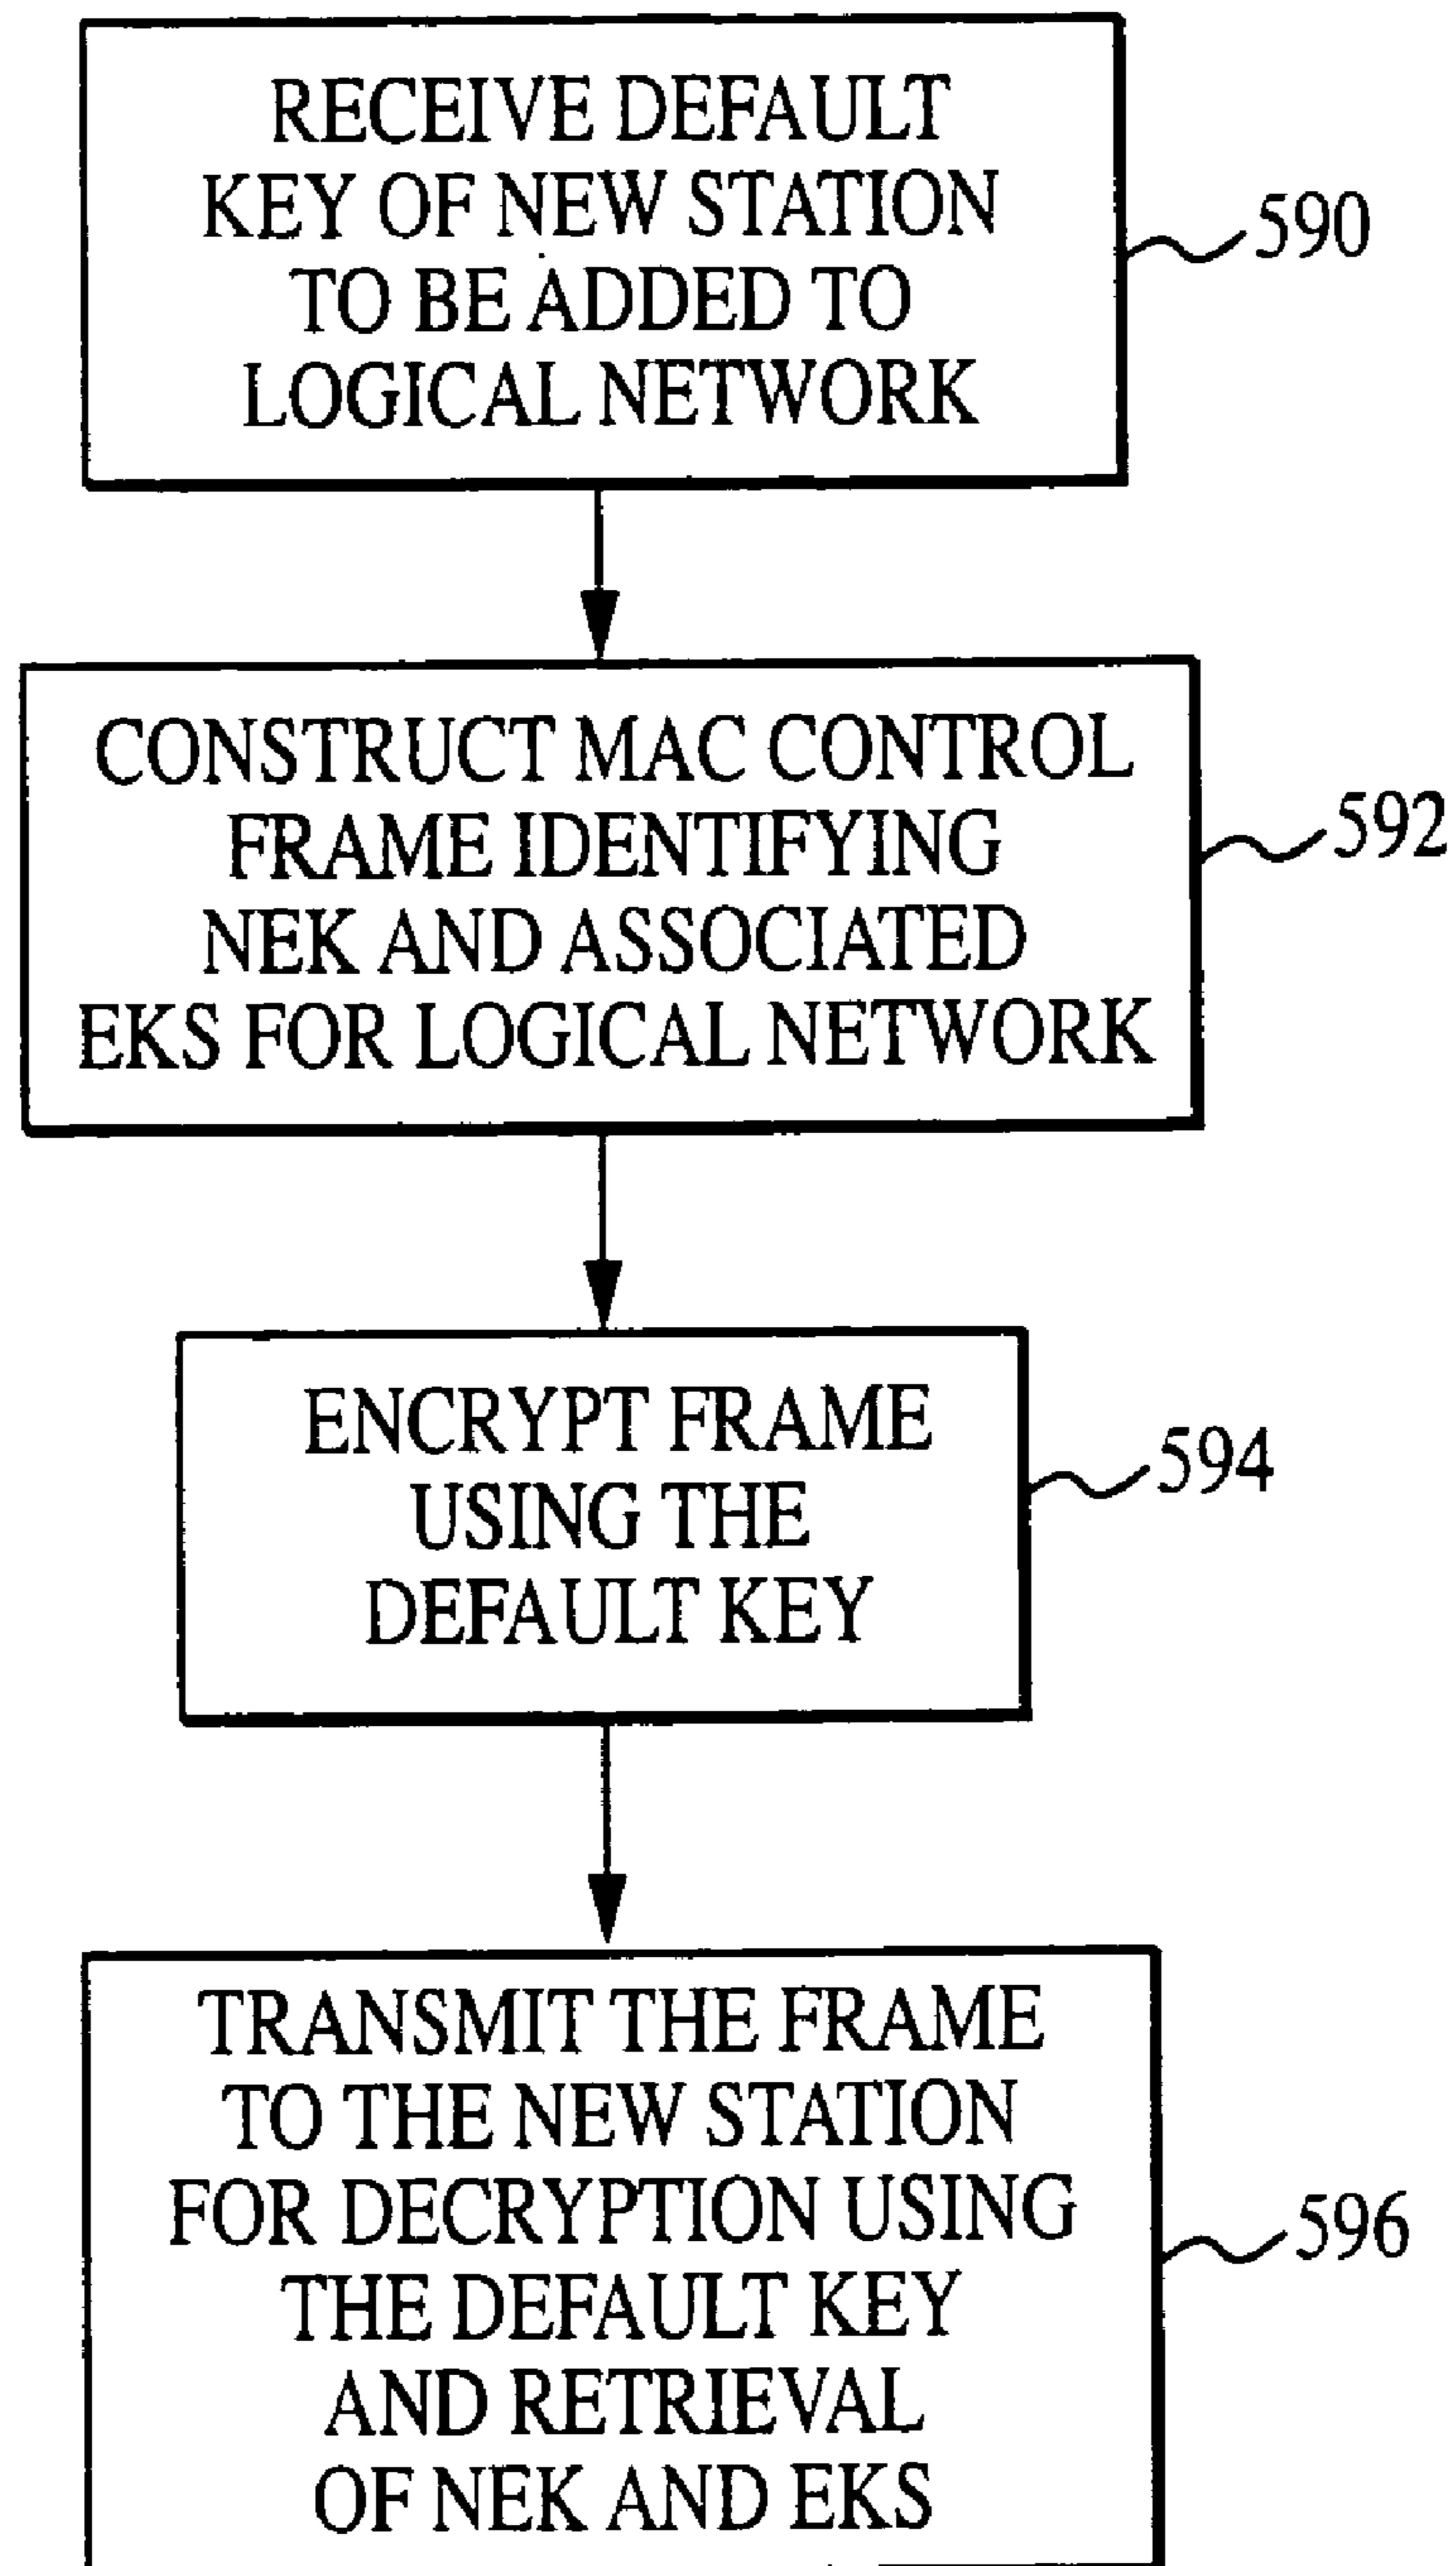 RECEIVE DEFAULT
KEY OF NEW STATION
TO BE ADDED TO
LOGICAL NETWORK
590
CONSTRUCT MAC CONTROL
FRAME IDENTIFYING
NEK AND ASSOCIATED
EKS FOR LOGICAL NETWORK
592
ENCRYPT FRAME
USING THE
DEFAULT KEY
594
TRANSMIT THE FRAME
TO THE NEW STATION
FOR DECRYPTION USING
THE DEFAULT KEY
AND RETRIEVAL
OF NEK AND EKS
596